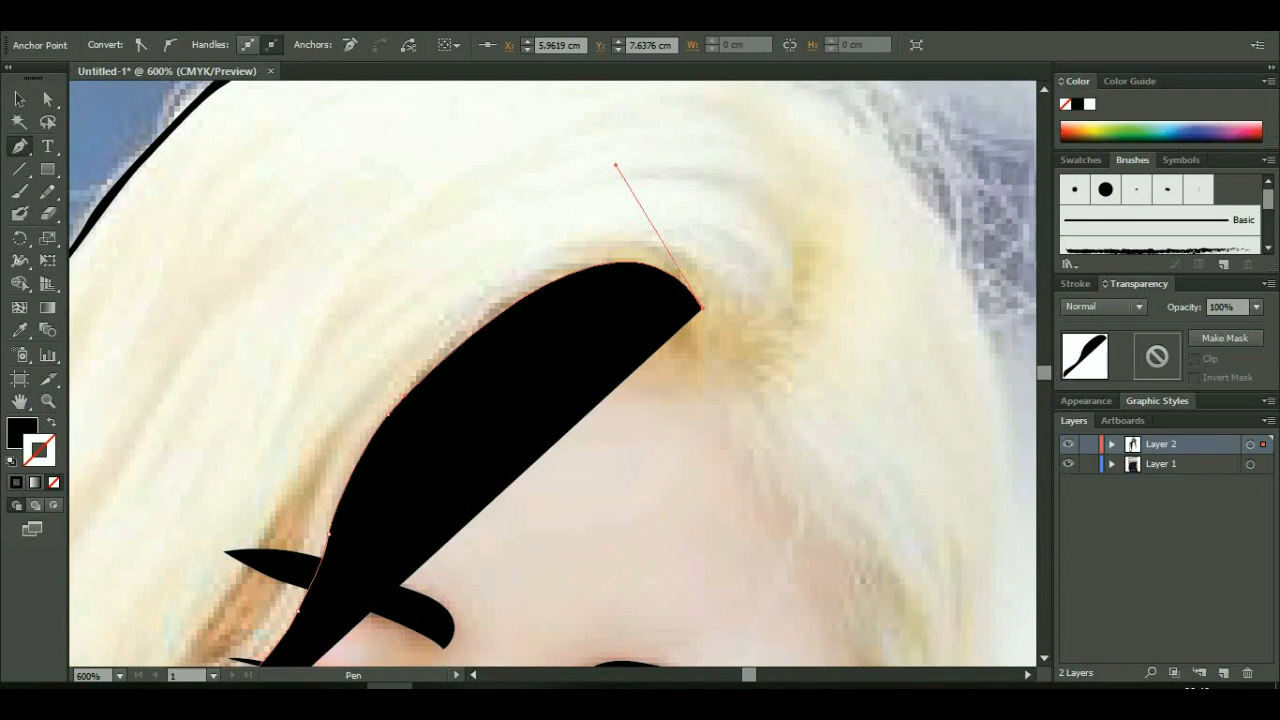 Anchor Point Convert: Handles: Anchors: X: 5.9619 cm Y: 7.6376 cm W: 0 cm H: 0 cm
Untitled-1* @ 600% (CMYK/Preview) ×
Color Color Guide
Swatches Brushes Symbols
Basic
Stroke Transparency
Normal Opacity: 100%
Make Mask
Clip
Invert Mask
Appearance Graphic Styles
Layers Artboards
Layer 2
Layer 1
600% 1 Pen 2 Layers